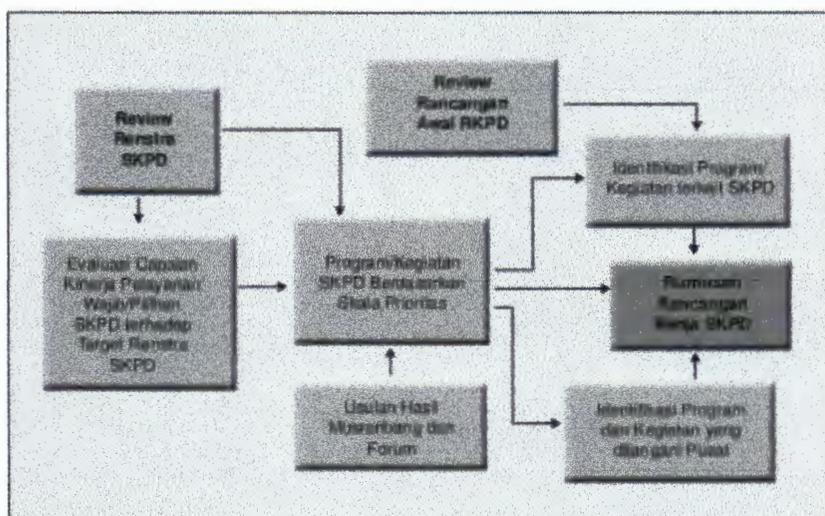 Review
Renstra
SKPD
Review
Rancangan
Awal RKPD
Identifikasi Program/
Kegiatan terkait SKPD
Evaluasi Capaian
Kinerja Pelayanan
Wajib/Pilihan
SKPD terhadap
Target Renstra
SKPD
Program/Kegiatan
SKPD Berdasarkan
Skala Prioritas
Rumusan
Rancangan
Renja SKPD
Usulan Hasil
Musrenbang dan
Forum
Identifikasi Program
dan Kegiatan yang
ditangani Pusat